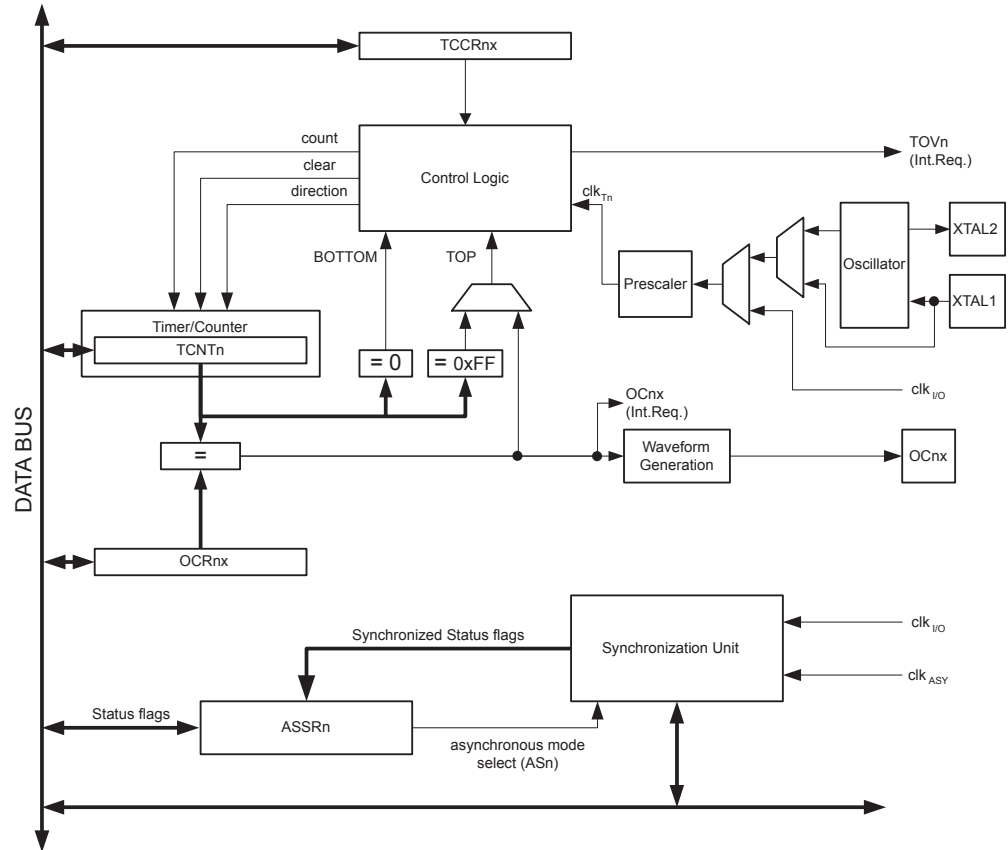 TCCRnx
count
clear
direction
Control Logic
TOVn
(Int.Req.)
clkTn
BOTTOM
TOP
Prescaler
Oscillator
XTAL2
XTAL1
Timer/Counter
TCNTn
= 0
= 0xFF
clkI/O
OCnx
(Int.Req.)
=
Waveform
Generation
OCnx
DATA BUS
OCRnx
Synchronized Status flags
Synchronization Unit
clkI/O
clkASY
Status flags
ASSRn
asynchronous mode
select (ASn)